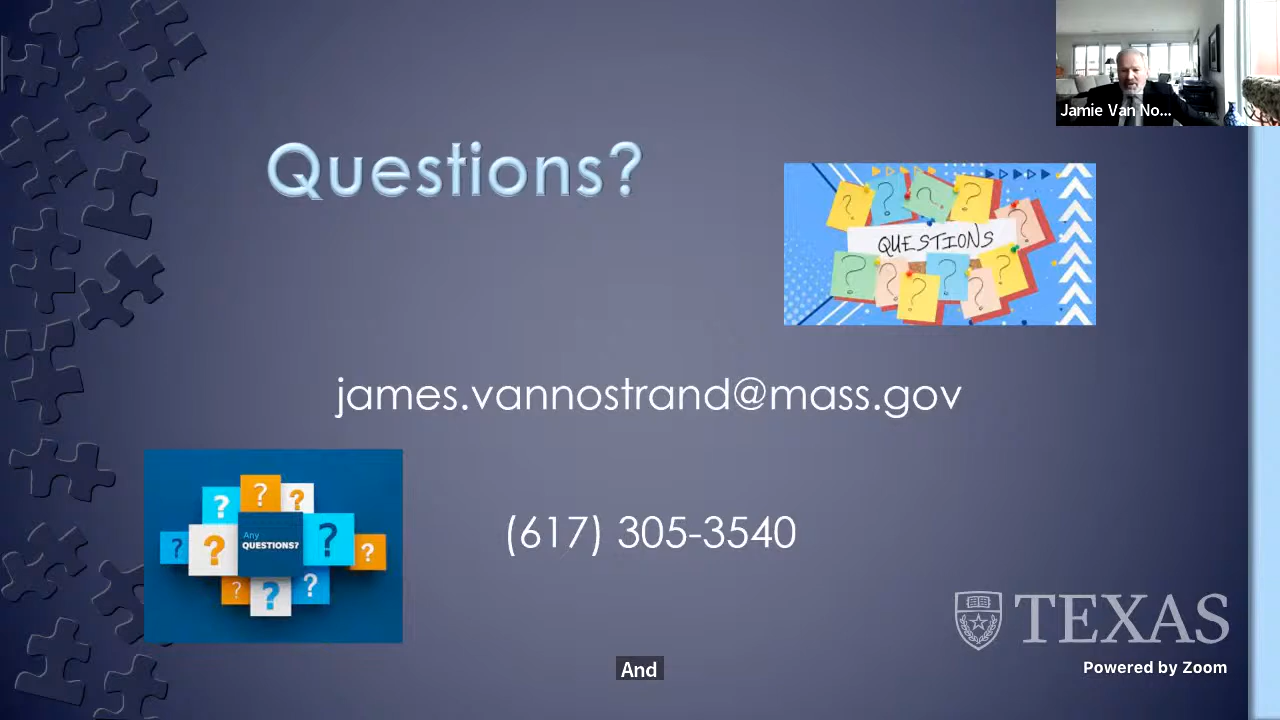 Jamie Van No...
Questions?
QUESTIONS
james.vannostrand@mass.gov
Any
QUESTIONS?
(617) 305-3540
TEXAS
Powered by Zoom
And